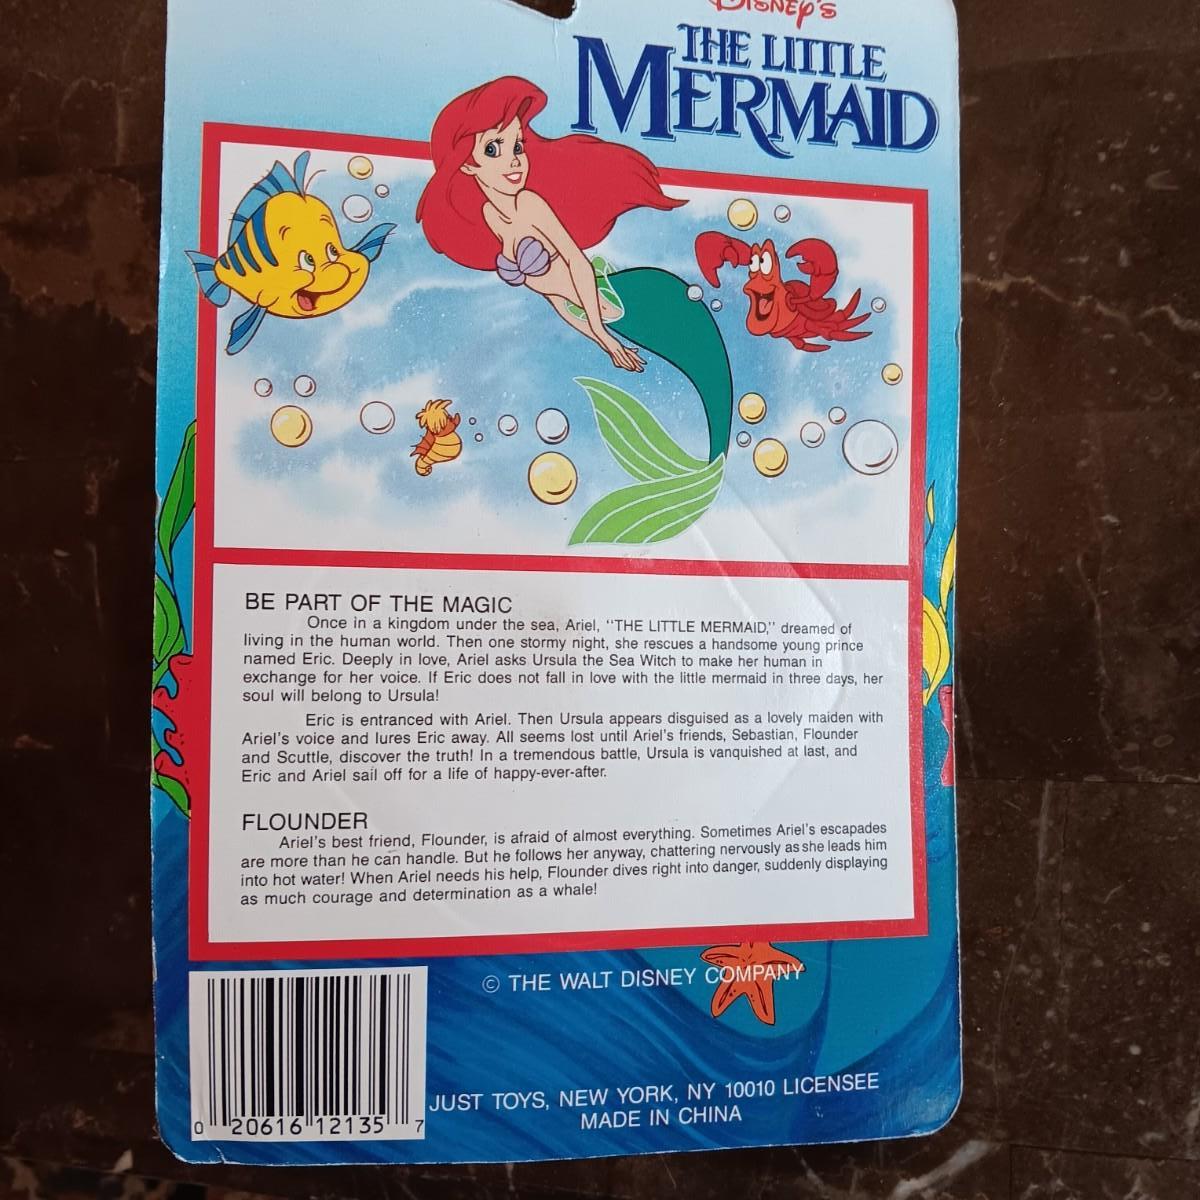 DISNEY'S
THE LITTLE
MERMAID
BE PART OF THE MAGIC
Once in a kingdom under the sea, Ariel, "THE LITTLE MERMAID," dreamed of
living in the human world. Then one stormy night, she rescues a handsome young prince
named Eric. Deeply in love, Ariel asks Ursula the Sea Witch to make her human in
exchange for her voice. If Eric does not fall in love with the little mermaid in three days, her
soul will belong to Ursula!
Eric is entranced with Ariel. Then Ursula appears disguised as a lovely maiden with
Ariel's voice and lures Eric away. All seems lost until Ariel's friends, Sebastian, Flounder
and Scuttle, discover the truth! In a tremendous battle, Ursula is vanquished at last, and
Eric and Ariel sail off for a life of happy-ever-after.
FLOUNDER
Ariel's best friend, Flounder, is afraid of almost everything. Sometimes Ariel's escapades
are more than he can handle. But he follows her anyway, chattering nervously as she leads him
into hot water! When Ariel needs his help, Flounder dives right into danger, suddenly displaying
as much courage and determination as a whale!
© THE WALT DISNEY COMPANY
JUST TOYS, NEW YORK, NY 10010 LICENSEE
MADE IN CHINA
0 20616 12135 7